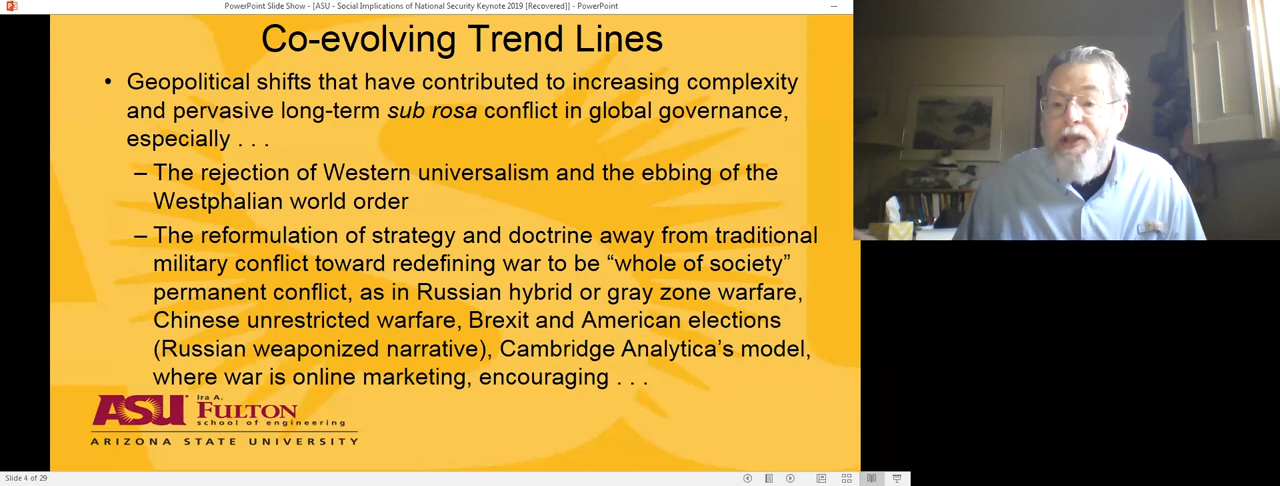 PowerPoint Slide Show - [ASU - Social Implications of National Security Keynote 2019 [Recovered]] - PowerPoint
Co-evolving Trend Lines
• Geopolitical shifts that have contributed to increasing complexity
and pervasive long-term sub rosa conflict in global governance,
especially . . .
– The rejection of Western universalism and the ebbing of the
Westphalian world order
– The reformulation of strategy and doctrine away from traditional
military conflict toward redefining war to be “whole of society”
permanent conflict, as in Russian hybrid or gray zone warfare,
Chinese unrestricted warfare, Brexit and American elections
(Russian weaponized narrative), Cambridge Analytica’s model,
where war is online marketing, encouraging . . .
ASU Ira A.
FULTON
school of engineering
ARIZONA STATE UNIVERSITY
Slide 4 of 29